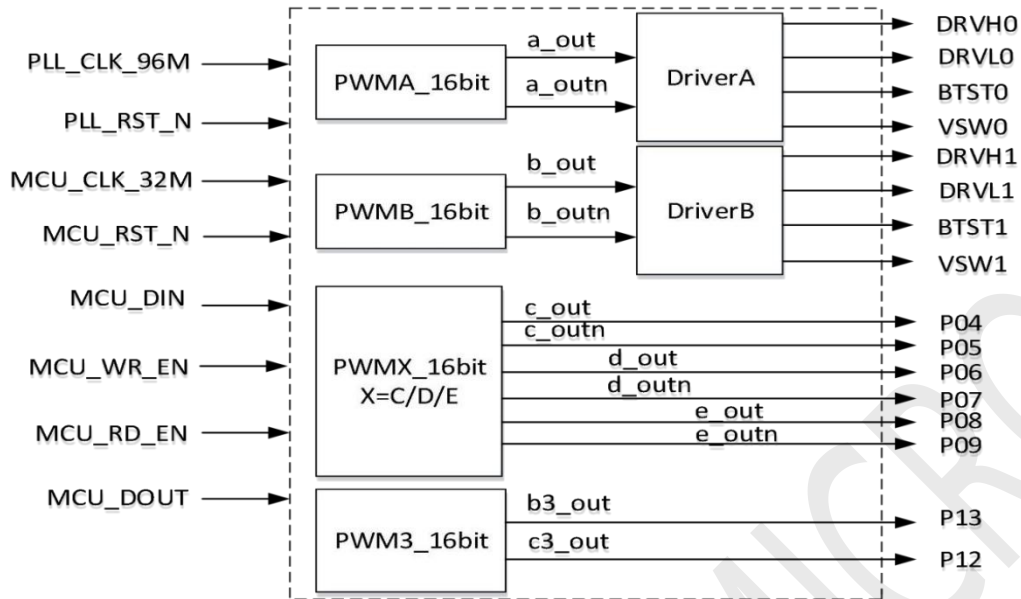 PLL_CLK_96M
PLL_RST_N
MCU_CLK_32M
MCU_RST_N
MCU_DIN
MCU_WR_EN
MCU_RD_EN
MCU_DOUT
PWMA_16bit
a_out
a_outn
DriverA
DRVH0
DRVL0
BTST0
VSW0
PWMB_16bit
b_out
b_outn
DriverB
DRVH1
DRVL1
BTST1
VSW1
PWMX_16bit
X=C/D/E
c_out
c_outn
d_out
d_outn
e_out
e_outn
P04
P05
P06
P07
P08
P09
PWM3_16bit
b3_out
c3_out
P13
P12
MICRO